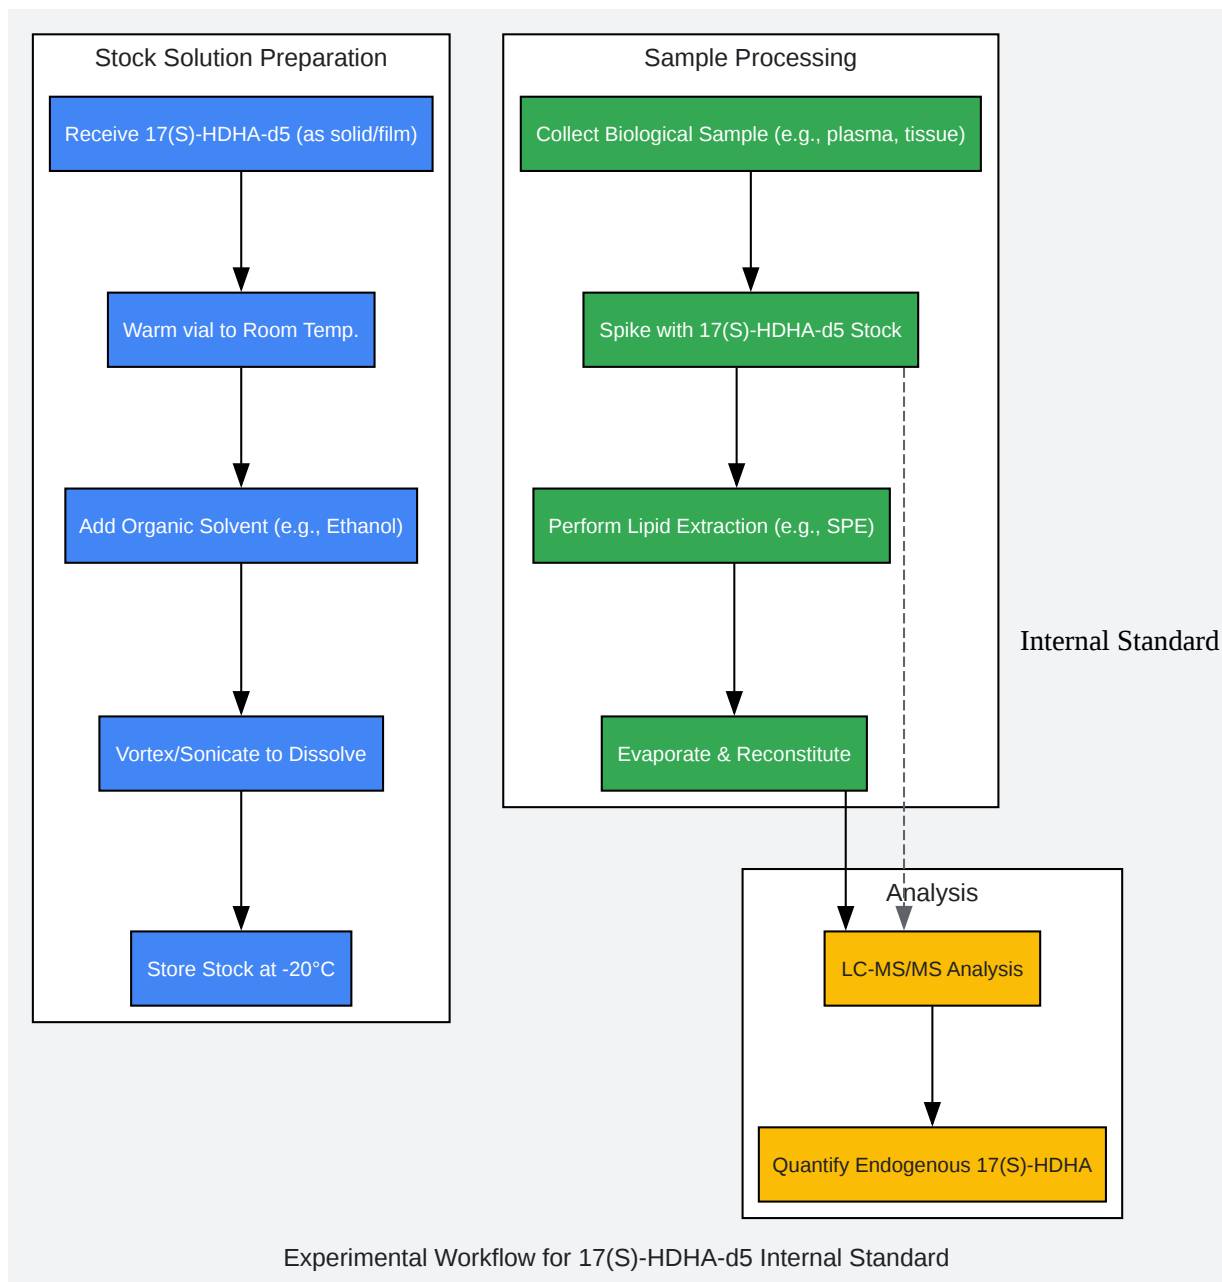 Stock Solution Preparation
Receive 17(S)-HDHA-d5 (as solid/film)
Warm vial to Room Temp.
Add Organic Solvent (e.g., Ethanol)
Vortex/Sonicate to Dissolve
Store Stock at -20°C
Sample Processing
Collect Biological Sample (e.g., plasma, tissue)
Spike with 17(S)-HDHA-d5 Stock
Perform Lipid Extraction (e.g., SPE)
Evaporate & Reconstitute
Internal Standard
Analysis
LC-MS/MS Analysis
Quantify Endogenous 17(S)-HDHA
Experimental Workflow for 17(S)-HDHA-d5 Internal Standard